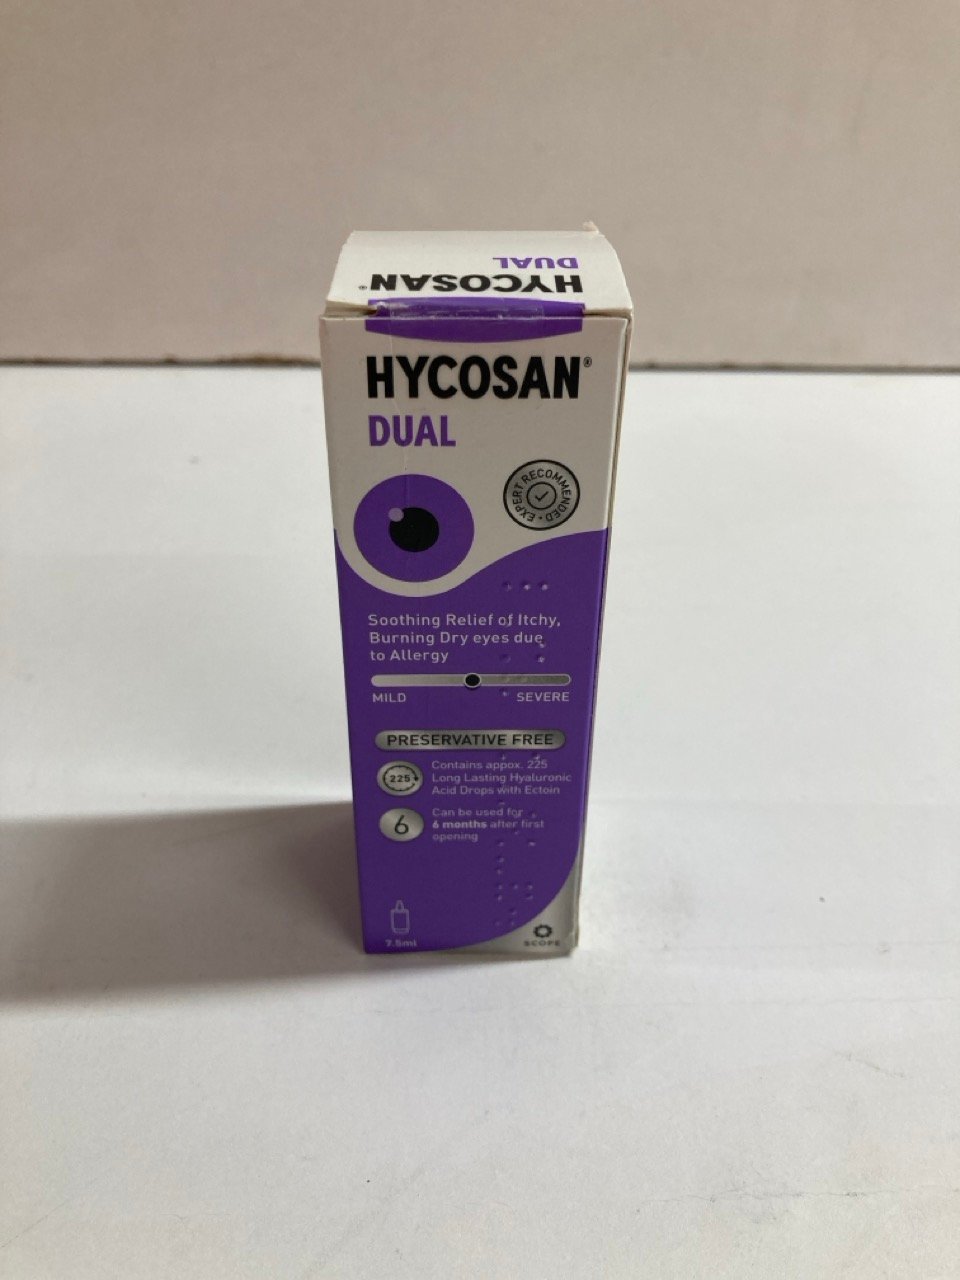 DUAL
HYCOSAN®
HYCOSAN®
DUAL
EXPERT RECOMMENDED •
Soothing Relief of Itchy,
Burning Dry eyes due
to Allergy
MILD SEVERE
PRESERVATIVE FREE
225
Contains appox. 225
Long Lasting Hyaluronic
Acid Drops with Ectoin
6
Can be used for
6 months after first
opening
7.5ml
SCOPE